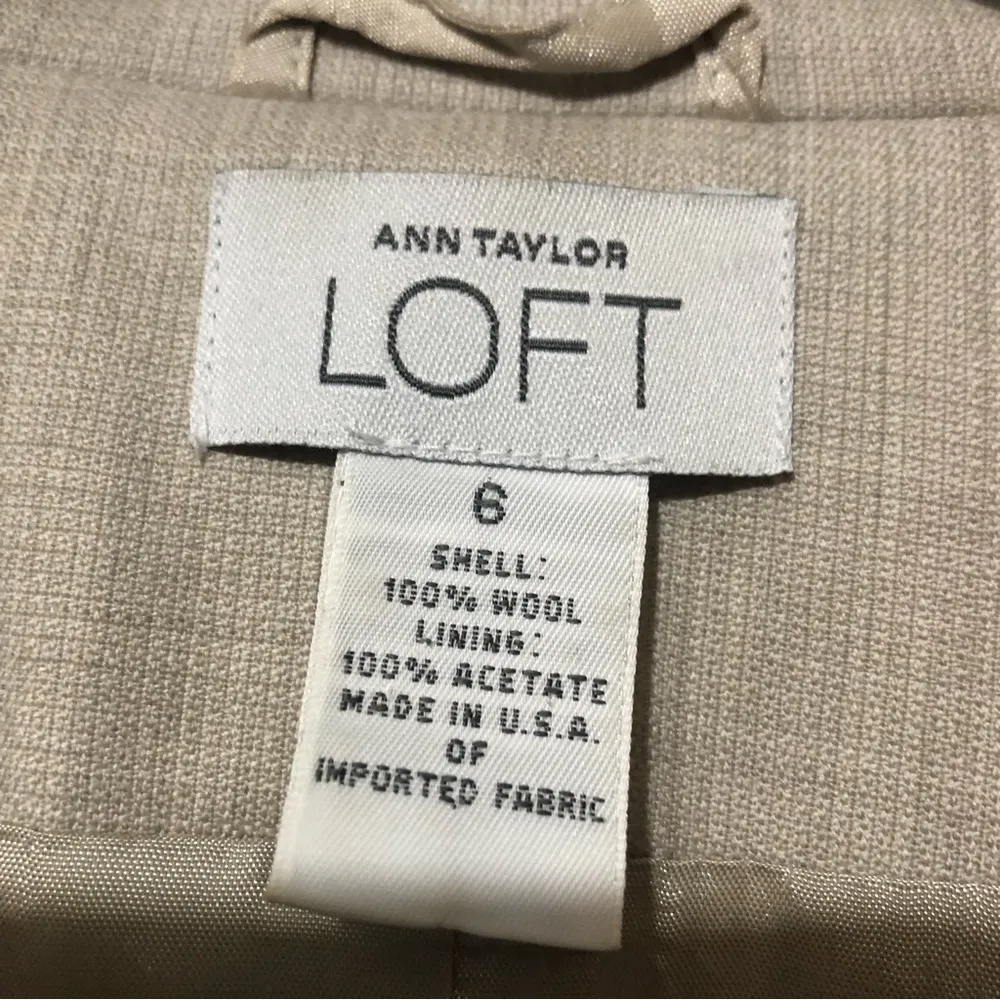 ANN TAYLOR
LOFT
6
SHELL:
100% WOOL
LINING:
100% ACETATE
MADE IN U.S.A.
OF
IMPORTED FABRIC